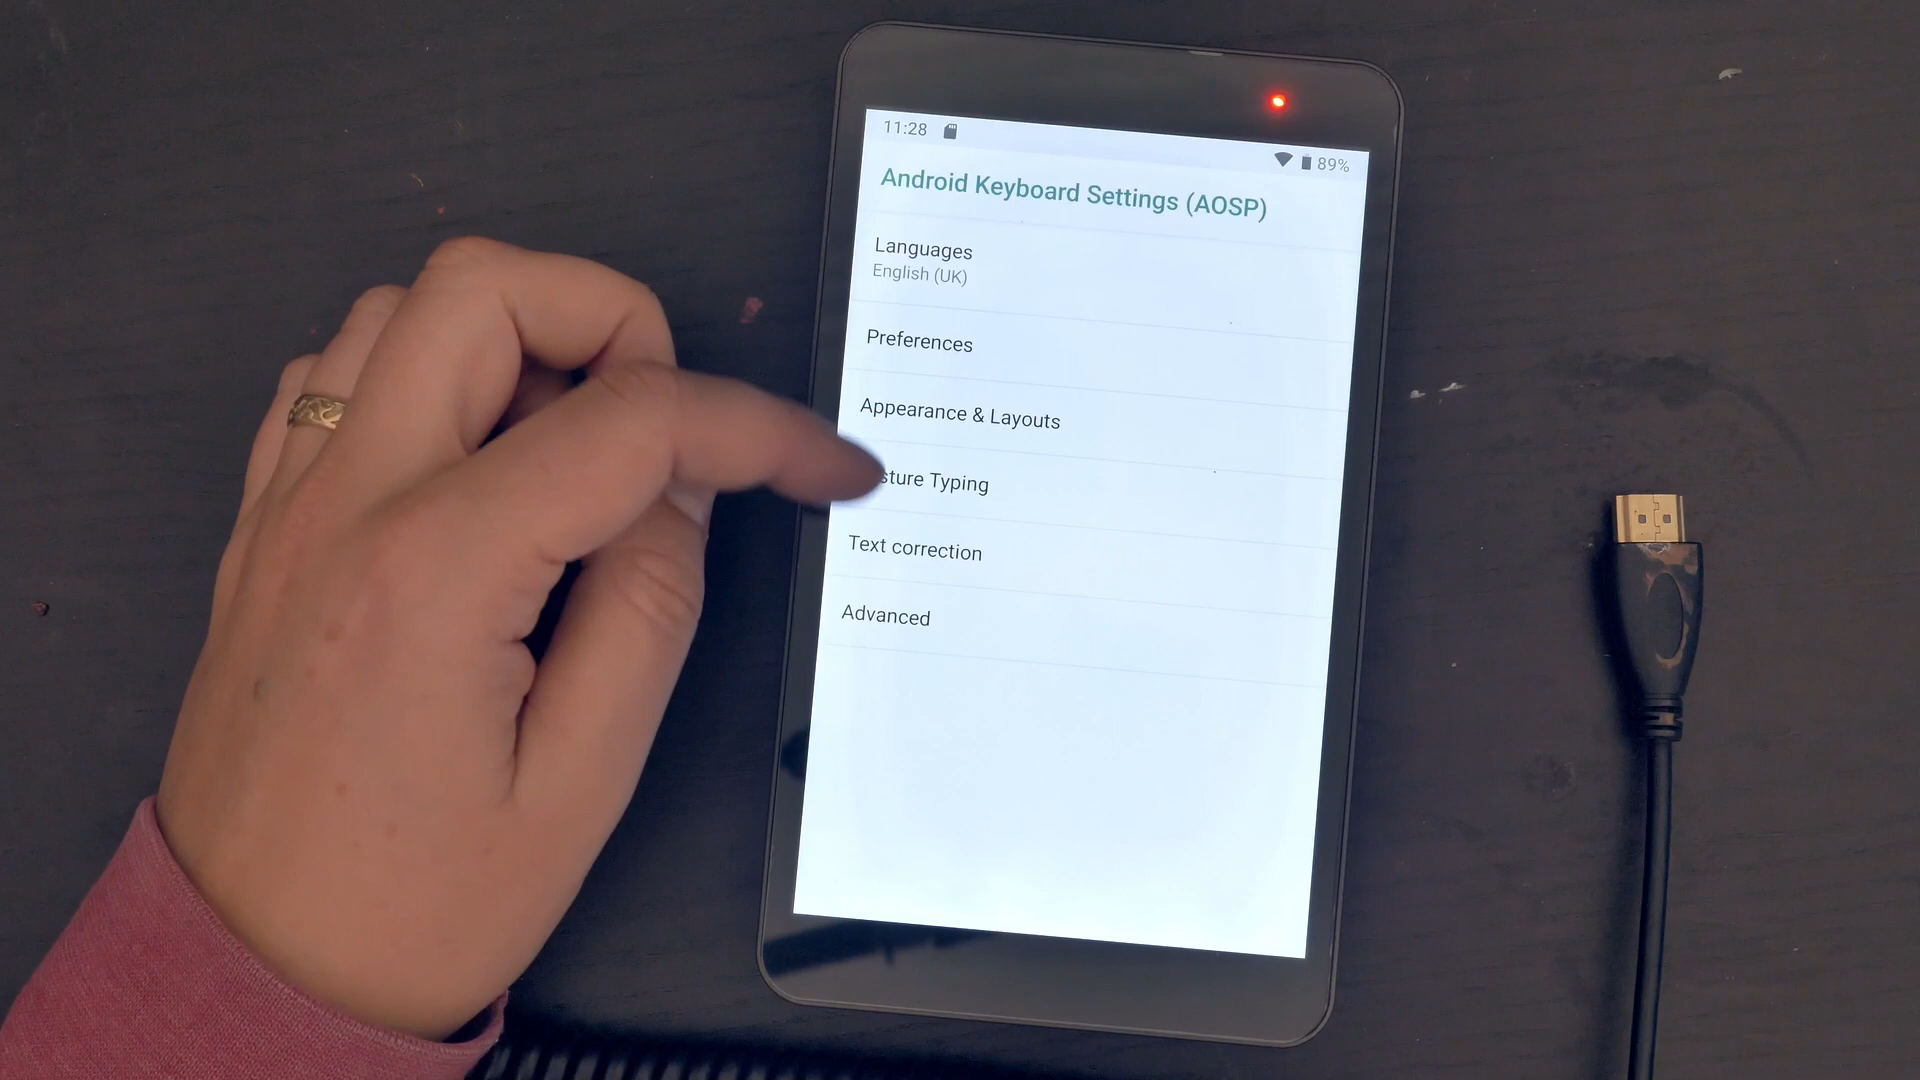 11:28
89%
Android Keyboard Settings (AOSP)
Languages
English (UK)
Preferences
Appearance & Layouts
sture Typing
Text correction
Advanced